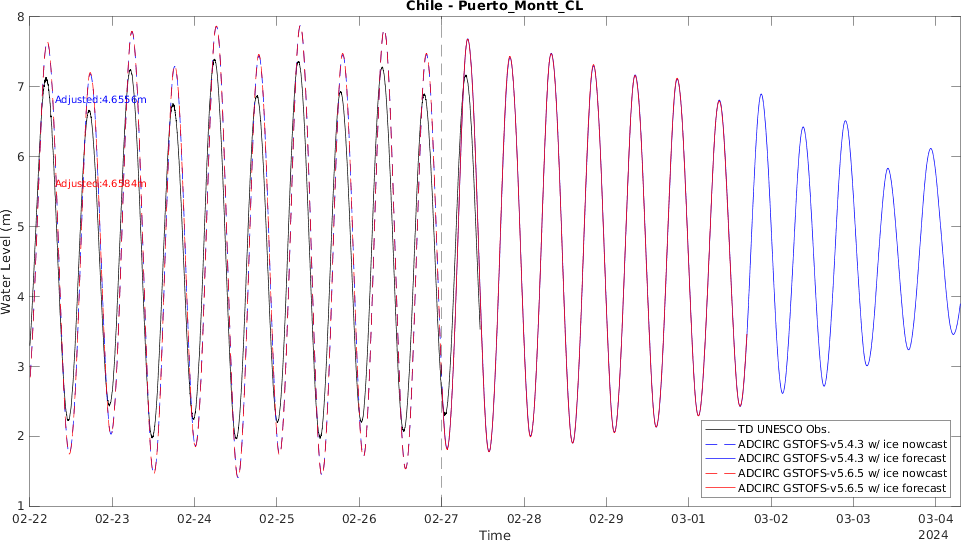 Chile - Puerto_Montt_CL
8
7
6
5
4
3
2
1
Water Level (m)
Adjusted:4.6556m
Adjusted:4.6584m
TD UNESCO Obs.
ADCIRC GSTOFS-v5.4.3 w/ ice nowcast
ADCIRC GSTOFS-v5.4.3 w/ ice forecast
ADCIRC GSTOFS-v5.6.5 w/ ice nowcast
ADCIRC GSTOFS-v5.6.5 w/ ice forecast
02-22 02-23 02-24 02-25 02-26 02-27 02-28 02-29 03-01 03-02 03-03 03-04
Time
2024